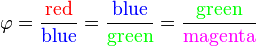 φ = red/blue = blue/green = green/magenta